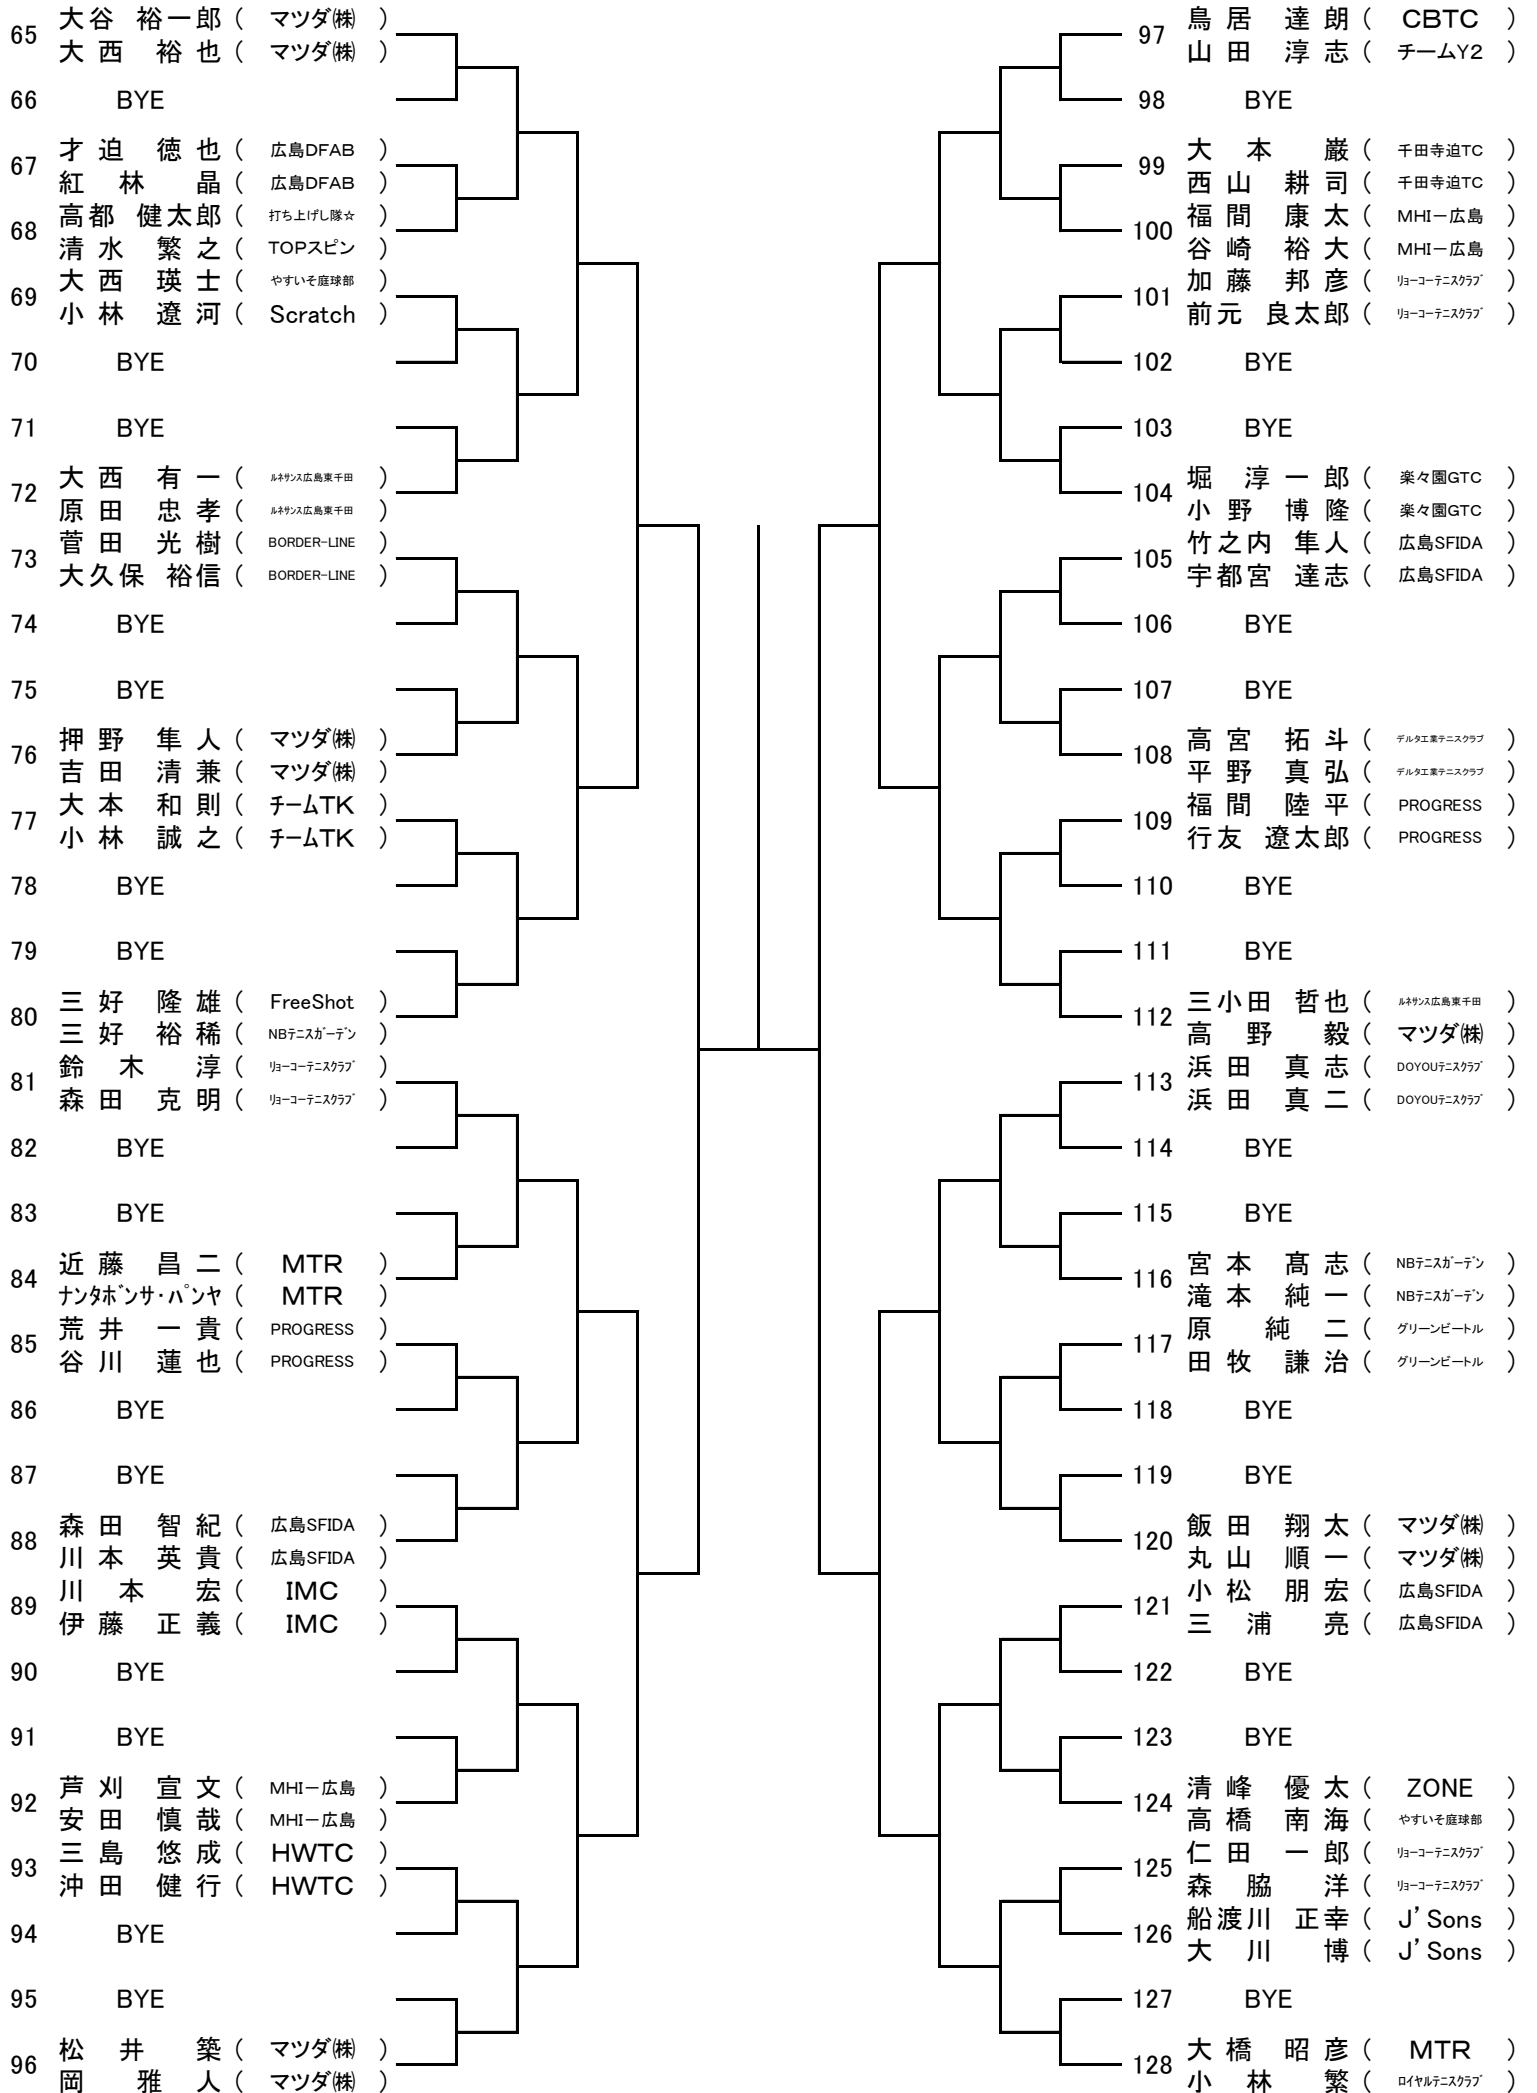 65 大谷 裕一郎 ( マツダ㈱ )
大西 裕也 ( マツダ㈱ )
66 BYE
67 才迫 徳也 ( 広島DFAB )
紅林 晶 ( 広島DFAB )
68 高都 健太郎 ( 打ち上げし隊☆ )
清水 繁之 ( TOPスピン )
69 大西 瑛士 ( やすいそ庭球部 )
小林 遼河 ( Scratch )
70 BYE
71 BYE
72 大西 有一 ( ルネサンス広島東千田 )
原田 忠孝 ( ルネサンス広島東千田 )
73 菅田 光樹 ( BORDER-LINE )
大久保 裕信 ( BORDER-LINE )
74 BYE
75 BYE
76 押野 隼人 ( マツダ㈱ )
吉田 清兼 ( マツダ㈱ )
77 大本 和則 ( チームTK )
小林 誠之 ( チームTK )
78 BYE
79 BYE
80 三好 隆雄 ( FreeShot )
三好 裕稀 ( NBテニスガーデン )
81 鈴木 淳 ( リョーコーテニスクラブ )
森田 克明 ( リョーコーテニスクラブ )
82 BYE
83 BYE
84 近藤 昌二 ( MTR )
ナンタボンサ・パンヤ ( MTR )
85 荒井 一貴 ( PROGRESS )
谷川 蓮也 ( PROGRESS )
86 BYE
87 BYE
88 森田 智紀 ( 広島SFIDA )
川本 英貴 ( 広島SFIDA )
89 川本 宏 ( IMC )
伊藤 正義 ( IMC )
90 BYE
91 BYE
92 芦刈 宣文 ( MHI－広島 )
安田 慎哉 ( MHI－広島 )
93 三島 悠成 ( HWTC )
沖田 健行 ( HWTC )
94 BYE
95 BYE
96 松井 築 ( マツダ㈱ )
岡 雅人 ( マツダ㈱ )
97 鳥居 達朗 ( CBTC )
山田 淳志 ( チームY2 )
98 BYE
99 大本 巌 ( 千田寺迫TC )
西山 耕司 ( 千田寺迫TC )
100 福間 康太 ( MHI－広島 )
谷崎 裕大 ( MHI－広島 )
101 加藤 邦彦 ( リョーコーテニスクラブ )
前元 良太郎 ( リョーコーテニスクラブ )
102 BYE
103 BYE
104 堀 淳一郎 ( 楽々園GTC )
小野 博隆 ( 楽々園GTC )
105 竹之内 隼人 ( 広島SFIDA )
宇都宮 達志 ( 広島SFIDA )
106 BYE
107 BYE
108 高宮 拓斗 ( デルタ工業テニスクラブ )
平野 真弘 ( デルタ工業テニスクラブ )
109 福間 陸平 ( PROGRESS )
行友 遼太郎 ( PROGRESS )
110 BYE
111 BYE
112 三小田 哲也 ( ルネサンス広島東千田 )
高野 毅 ( マツダ㈱ )
113 浜田 真志 ( DOYOUテニスクラブ )
浜田 真二 ( DOYOUテニスクラブ )
114 BYE
115 BYE
116 宮本 髙志 ( NBテニスガーデン )
滝本 純一 ( NBテニスガーデン )
117 原 純二 ( グリーンビートル )
田牧 謙治 ( グリーンビートル )
118 BYE
119 BYE
120 飯田 翔太 ( マツダ㈱ )
丸山 順一 ( マツダ㈱ )
121 小松 朋宏 ( 広島SFIDA )
三浦 亮 ( 広島SFIDA )
122 BYE
123 BYE
124 清峰 優太 ( ZONE )
高橋 南海 ( やすいそ庭球部 )
125 仁田 一郎 ( リョーコーテニスクラブ )
森脇 洋 ( リョーコーテニスクラブ )
126 船渡川 正幸 ( J’Sons )
大川 博 ( J’Sons )
127 BYE
128 大橋 昭彦 ( MTR )
小林 繁 ( ロイヤルテニスクラブ )